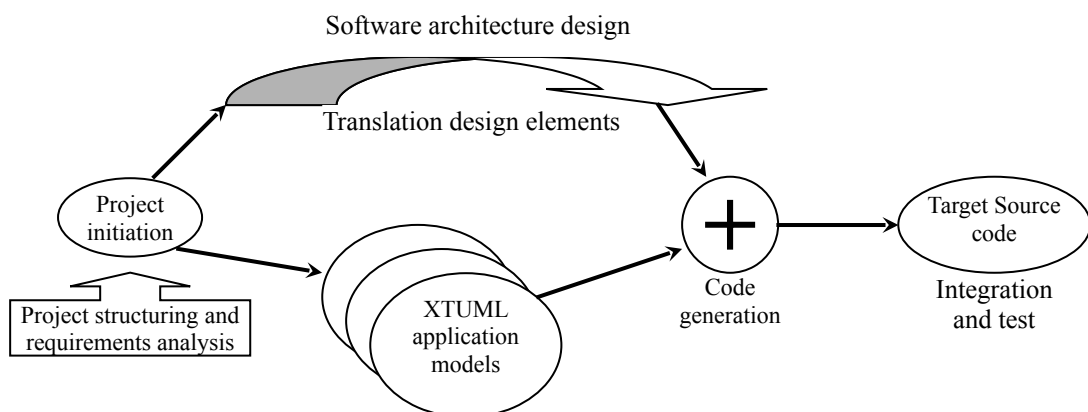 Software architecture design
Translation design elements
Project
initiation
Project structuring and
requirements analysis
XTUML
application
models
Code
generation
Target Source
code
Integration
and test